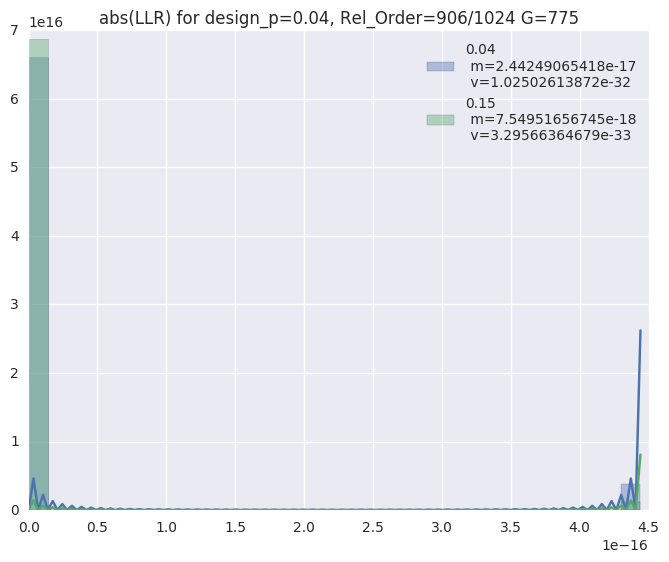 abs(LLR) for design_p=0.04, Rel_Order=906/1024 G=775
1e16
7
6
5
4
3
2
1
0
0.04
m=2.44249065418e-17
v=1.02502613872e-32
0.15
m=7.54951656745e-18
v=3.29566364679e-33
0.0 0.5 1.0 1.5 2.0 2.5 3.0 3.5 4.0 4.5
1e−16